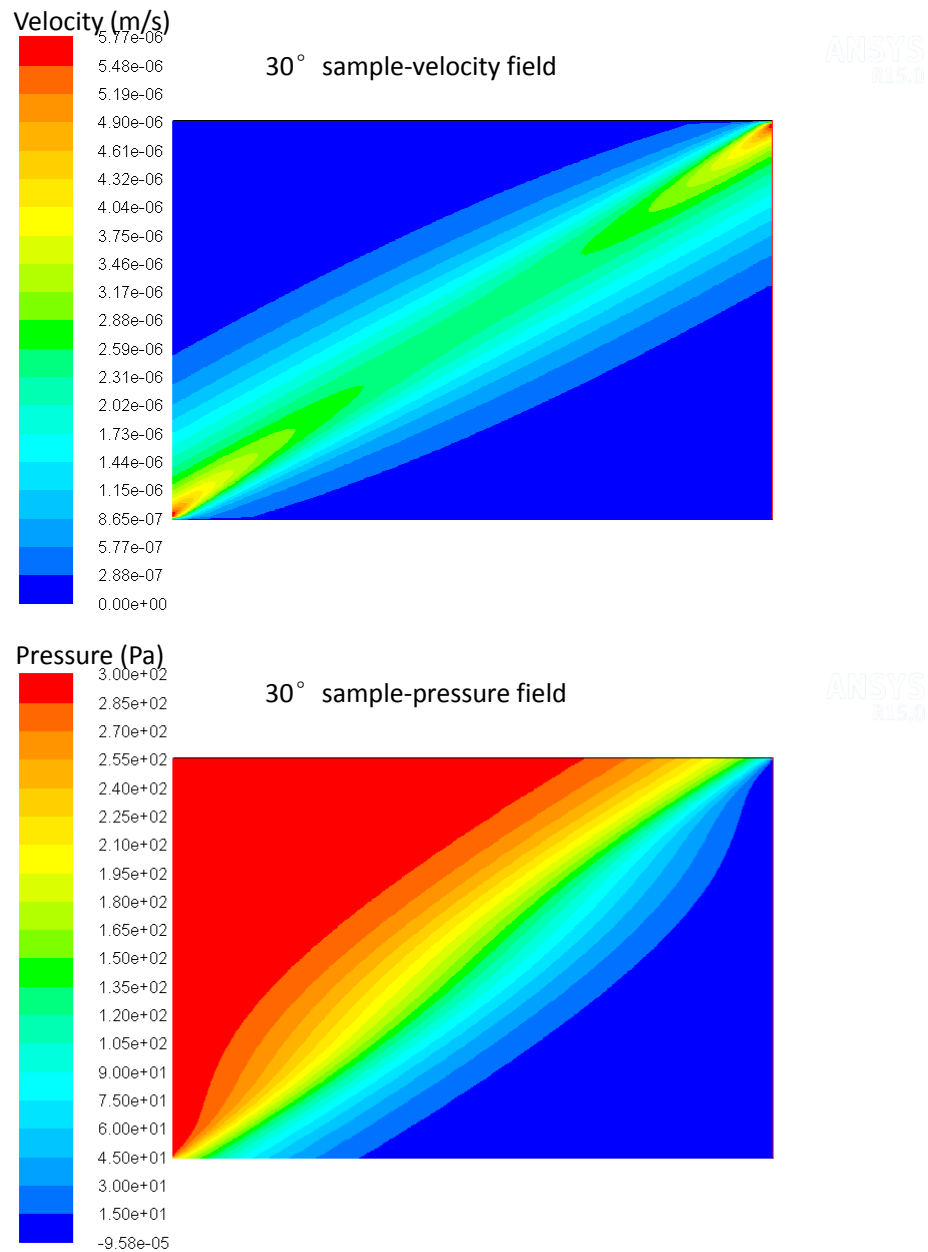 Velocity (m/s)
5.77e-06
5.48e-06
5.19e-06
4.90e-06
4.61e-06
4.32e-06
4.04e-06
3.75e-06
3.46e-06
3.17e-06
2.88e-06
2.59e-06
2.31e-06
2.02e-06
1.73e-06
1.44e-06
1.15e-06
8.65e-07
5.77e-07
2.88e-07
0.00e+00
30° sample-velocity field
ANSYS
R15.0
Pressure (Pa)
3.00e+02
2.85e+02
2.70e+02
2.55e+02
2.40e+02
2.25e+02
2.10e+02
1.95e+02
1.80e+02
1.65e+02
1.50e+02
1.35e+02
1.20e+02
1.05e+02
9.00e+01
7.50e+01
6.00e+01
4.50e+01
3.00e+01
1.50e+01
-9.58e-05
30° sample-pressure field
ANSYS
R15.0